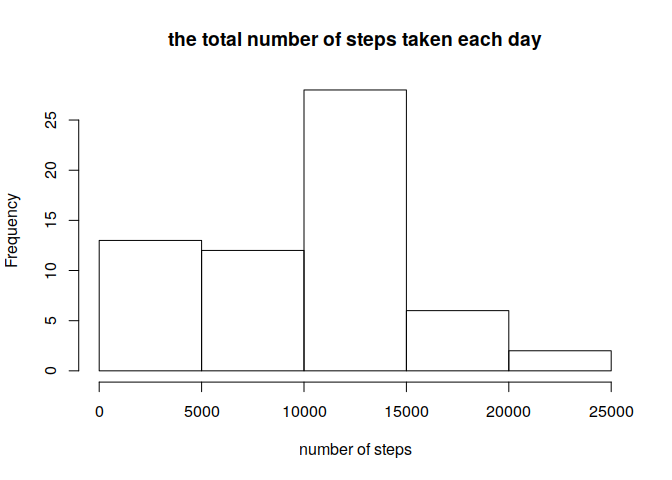 the total number of steps taken each day
Frequency
25
20
15
10
5
0
0 5000 10000 15000 20000 25000
number of steps